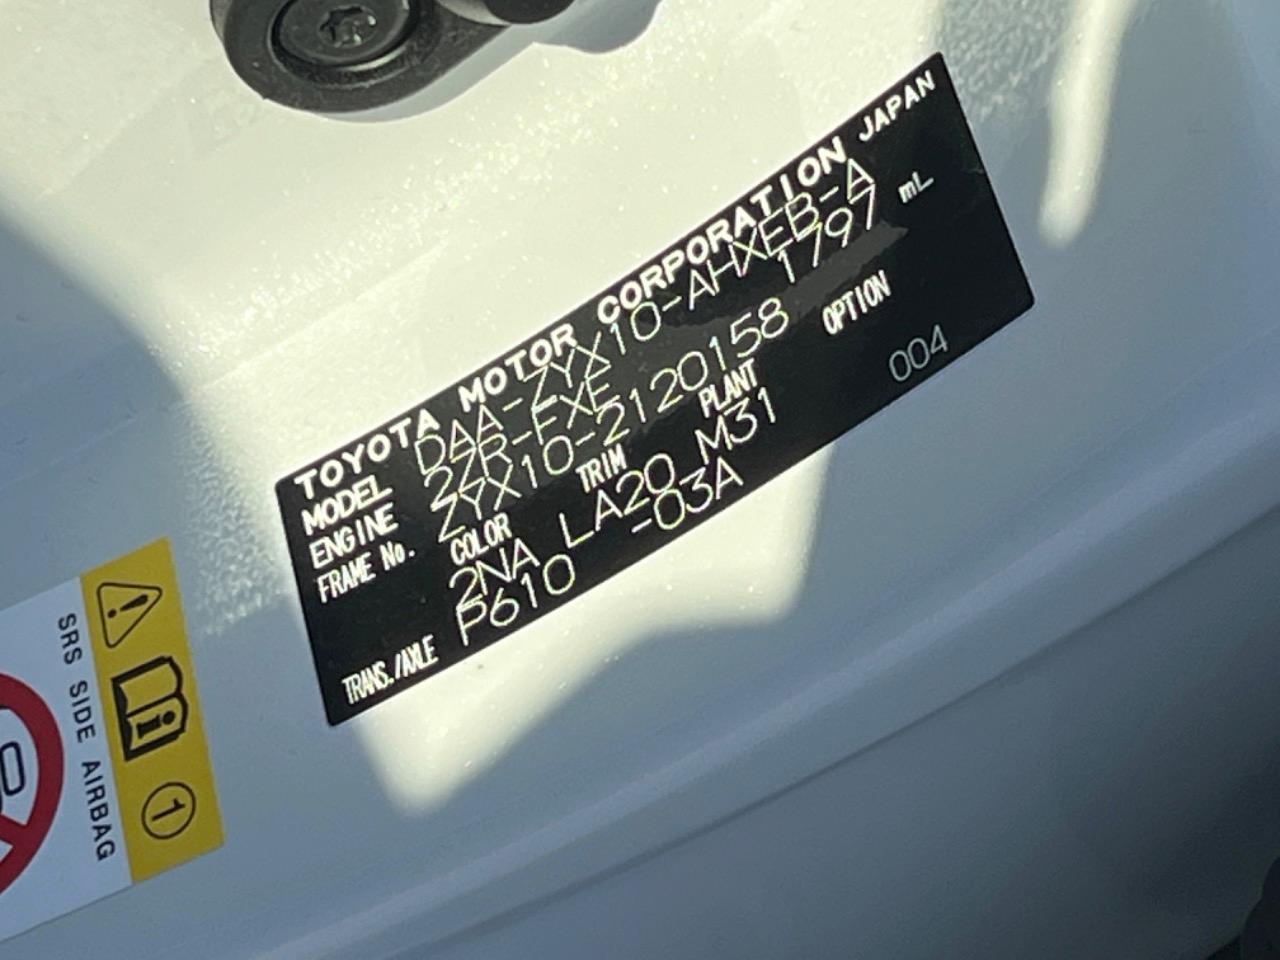 TOYOTA MOTOR CORPORATION JAPAN
MODEL DAA-ZYX10-AHXEB-A
ENGINE 2ZR-FXE 1797 mL
FRAME No. ZYX10-2120158
COLOR TRIM PLANT OPTION
2NA LA20 M31 004
TRANS./AXLE P610 -03A
SRS SIDE AIRBAG
1